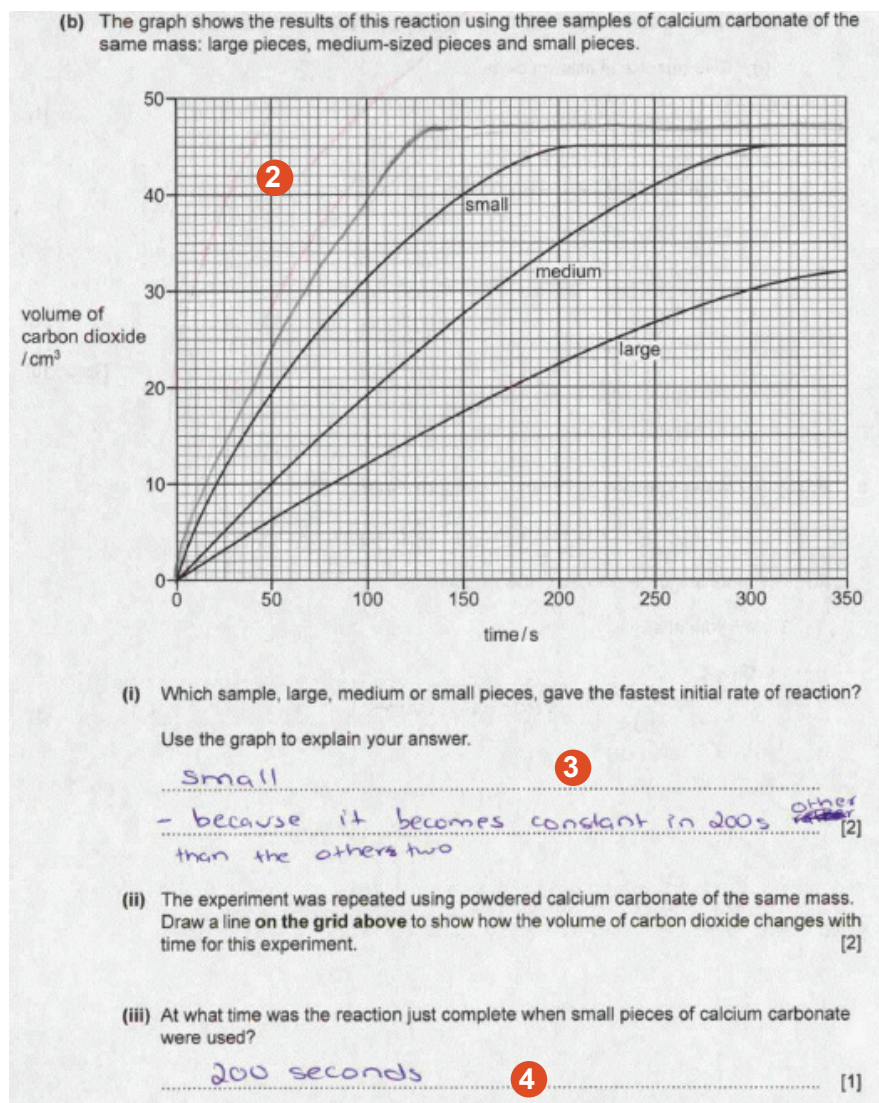 (b) The graph shows the results of this reaction using three samples of calcium carbonate of the
same mass: large pieces, medium-sized pieces and small pieces.
50
2
40
small
30
medium
volume of
carbon dioxide
/cm³
large
20
10
0
0 50 100 150 200 250 300 350
time/s
(i) Which sample, large, medium or small pieces, gave the fastest initial rate of reaction?
Use the graph to explain your answer.
Small
3
- because it becomes constant in 200s other
[2]
than the others two
(ii) The experiment was repeated using powdered calcium carbonate of the same mass.
Draw a line on the grid above to show how the volume of carbon dioxide changes with
time for this experiment.
[2]
(iii) At what time was the reaction just complete when small pieces of calcium carbonate
were used?
200 seconds
4
[1]